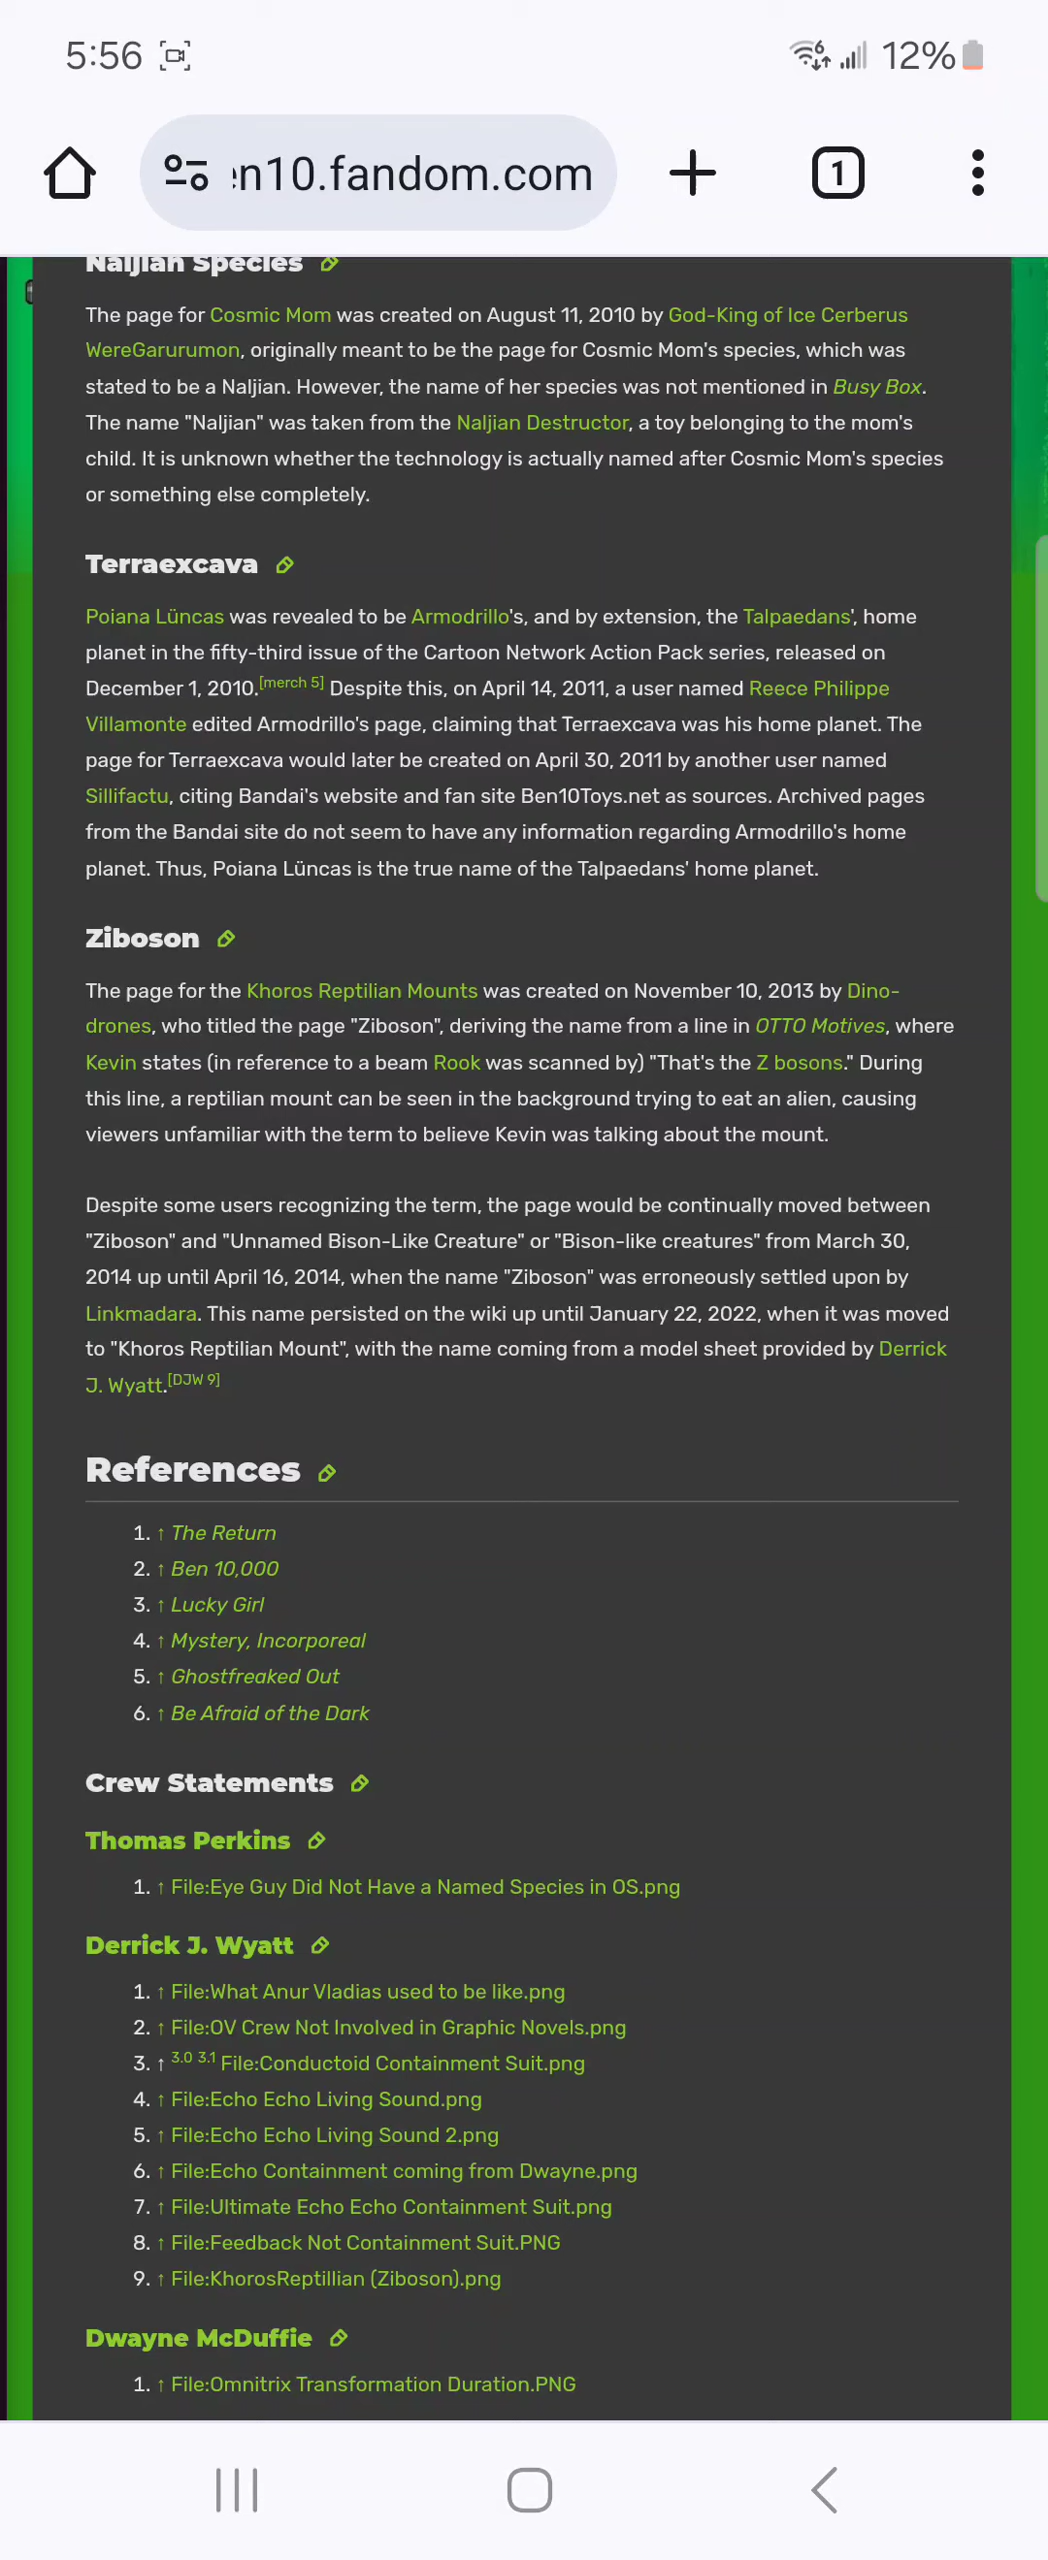 5:56
6
12%
en10.fandom.com
1
Naljian Species
The page for Cosmic Mom was created on August 11, 2010 by God-King of Ice Cerberus
WereGarurumon, originally meant to be the page for Cosmic Mom's species, which was
stated to be a Naljian. However, the name of her species was not mentioned in Busy Box.
The name "Naljian" was taken from the Naljian Destructor, a toy belonging to the mom's
child. It is unknown whether the technology is actually named after Cosmic Mom's species
or something else completely.
Terraexcava
Poiana Lüncas was revealed to be Armodrillo's, and by extension, the Talpaedans', home
planet in the fifty-third issue of the Cartoon Network Action Pack series, released on
December 1, 2010.[merch 5] Despite this, on April 14, 2011, a user named Reece Philippe
Villamonte edited Armodrillo's page, claiming that Terraexcava was his home planet. The
page for Terraexcava would later be created on April 30, 2011 by another user named
Sillifactu, citing Bandai's website and fan site Ben10Toys.net as sources. Archived pages
from the Bandai site do not seem to have any information regarding Armodrillo's home
planet. Thus, Poiana Lüncas is the true name of the Talpaedans' home planet.
Ziboson
The page for the Khoros Reptilian Mounts was created on November 10, 2013 by Dino-
drones, who titled the page "Ziboson", deriving the name from a line in OTTO Motives, where
Kevin states (in reference to a beam Rook was scanned by) "That's the Z bosons." During
this line, a reptilian mount can be seen in the background trying to eat an alien, causing
viewers unfamiliar with the term to believe Kevin was talking about the mount.
Despite some users recognizing the term, the page would be continually moved between
"Ziboson" and "Unnamed Bison-Like Creature" or "Bison-like creatures" from March 30,
2014 up until April 16, 2014, when the name "Ziboson" was erroneously settled upon by
Linkmadara. This name persisted on the wiki up until January 22, 2022, when it was moved
to "Khoros Reptilian Mount", with the name coming from a model sheet provided by Derrick
J. Wyatt.[DJW 9]
References
1. ↑ The Return
2. ↑ Ben 10,000
3. ↑ Lucky Girl
4. ↑ Mystery, Incorporeal
5. ↑ Ghostfreaked Out
6. ↑ Be Afraid of the Dark
Crew Statements
Thomas Perkins
1. ↑ File:Eye Guy Did Not Have a Named Species in OS.png
Derrick J. Wyatt
1. ↑ File:What Anur Vladias used to be like.png
2. ↑ File:OV Crew Not Involved in Graphic Novels.png
3. ↑ 3.0 3.1 File:Conductoid Containment Suit.png
4. ↑ File:Echo Echo Living Sound.png
5. ↑ File:Echo Echo Living Sound 2.png
6. ↑ File:Echo Containment coming from Dwayne.png
7. ↑ File:Ultimate Echo Echo Containment Suit.png
8. ↑ File:Feedback Not Containment Suit.PNG
9. ↑ File:KhorosReptillian (Ziboson).png
Dwayne McDuffie
1. ↑ File:Omnitrix Transformation Duration.PNG